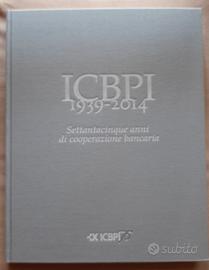 ICBPI
1939-2014
Settantacinque anni
di cooperazione bancaria
ICBPI
subito